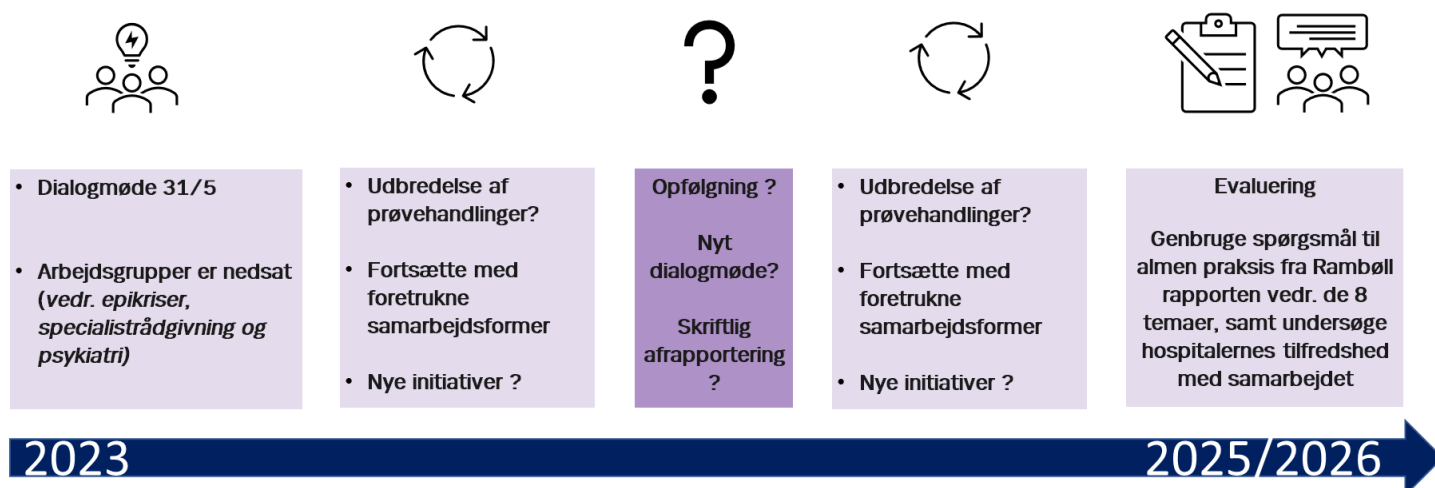 • Dialogmøde 31/5
• Arbejdsgrupper er nedsat
(vedr. epikriser,
specialistrådgivning og
psykiatri)
• Udbredelse af
prøvehandlinger?
• Fortsætte med
foretrukne
samarbejdsformer
• Nye initiativer ?
Opfølgning ?
Nyt
dialogmøde?
Skriftlig
afrapportering
?
• Udbredelse af
prøvehandlinger?
• Fortsætte med
foretrukne
samarbejdsformer
• Nye initiativer ?
Evaluering
Genbruge spørgsmål til
almen praksis fra Rambøll
rapporten vedr. de 8
temaer, samt undersøge
hospitalernes tilfredshed
med samarbejdet
2023
2025/2026